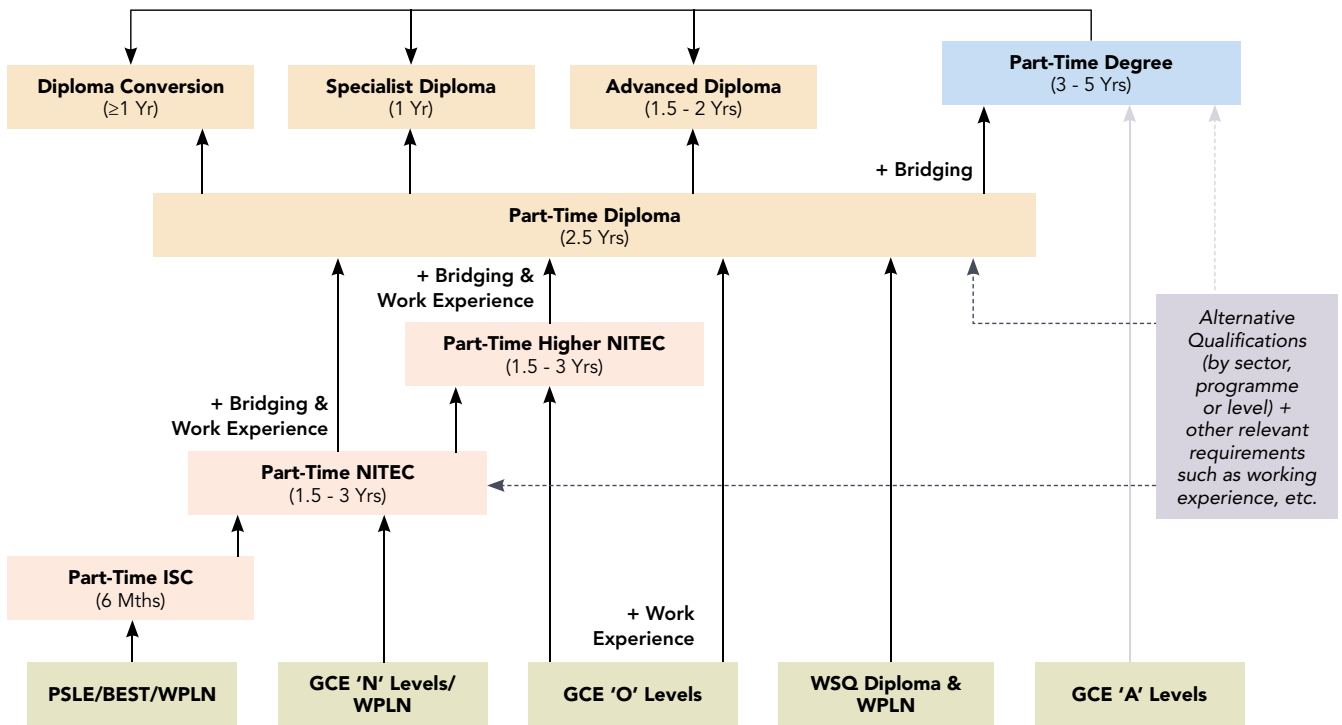 Diploma Conversion
(≥1 Yr)
Specialist Diploma
(1 Yr)
Advanced Diploma
(1.5 - 2 Yrs)
Part-Time Degree
(3 - 5 Yrs)
+ Bridging
Part-Time Diploma
(2.5 Yrs)
+ Bridging &
Work Experience
Part-Time Higher NITEC
(1.5 - 3 Yrs)
Alternative
Qualifications
(by sector,
programme
or level) +
other relevant
requirements
such as working
experience, etc.
+ Bridging &
Work Experience
Part-Time NITEC
(1.5 - 3 Yrs)
Part-Time ISC
(6 Mths)
+ Work
Experience
PSLE/BEST/WPLN
GCE 'N' Levels/
WPLN
GCE 'O' Levels
WSQ Diploma &
WPLN
GCE 'A' Levels